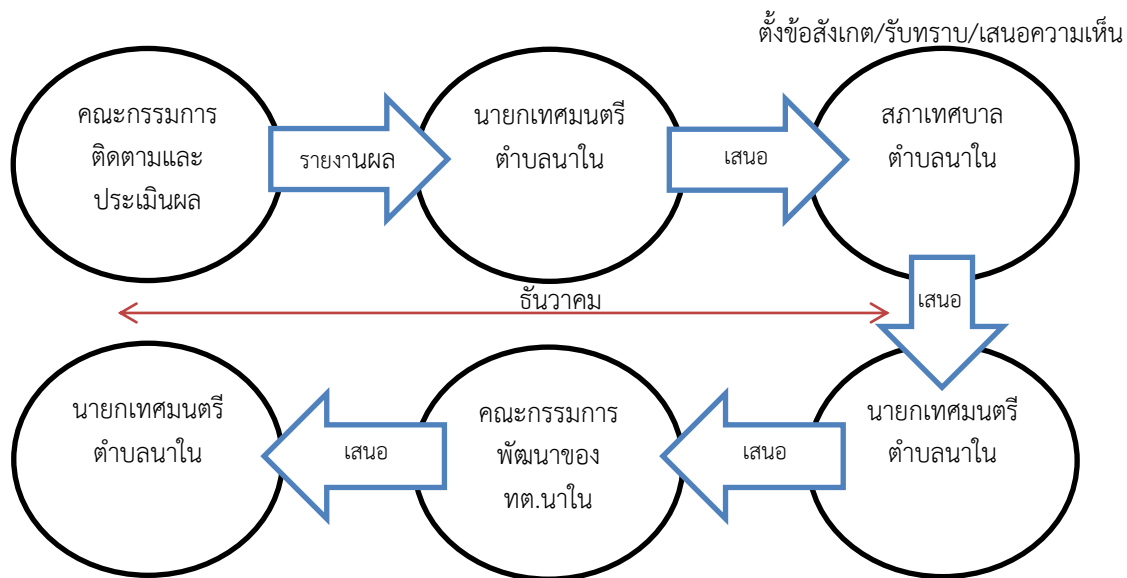 ตั้งข้อสังเกต/รับทราบ/เสนอความเห็น
คณะกรรมการ
ติดตามและ
ประเมินผล
รายงานผล
นายกเทศมนตรี
ตำบลนาใน
เสนอ
สภาเทศบาล
ตำบลนาใน
ธันวาคม
เสนอ
นายกเทศมนตรี
ตำบลนาใน
เสนอ
คณะกรรมการ
พัฒนาของ
ทต.นาใน
เสนอ
นายกเทศมนตรี
ตำบลนาใน